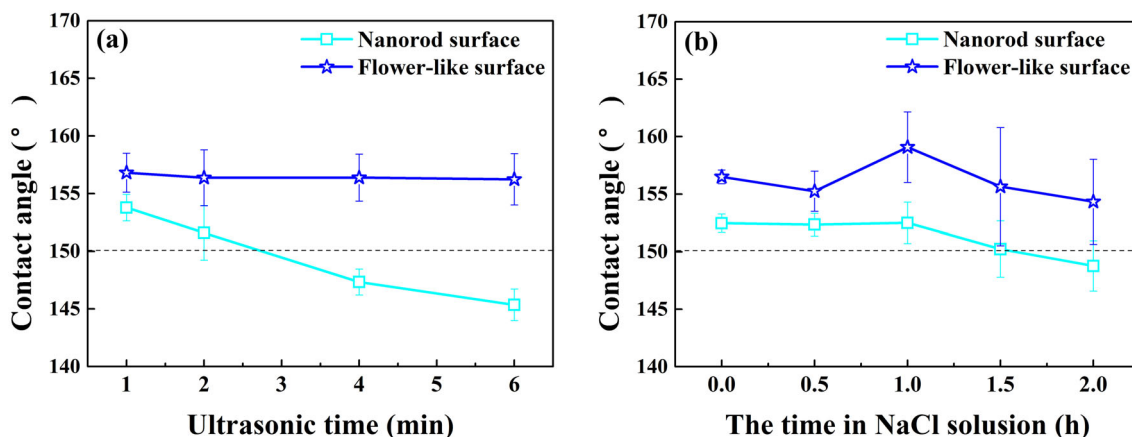 (a)
Nanorod surface
Flower-like surface
Contact angle (°)
170
165
160
155
150
145
140
1 2 3 4 5 6
Ultrasonic time (min)
(b)
Nanorod surface
Flower-like surface
Contact angle (°)
170
165
160
155
150
145
140
0.0 0.5 1.0 1.5 2.0
The time in NaCl solusion (h)